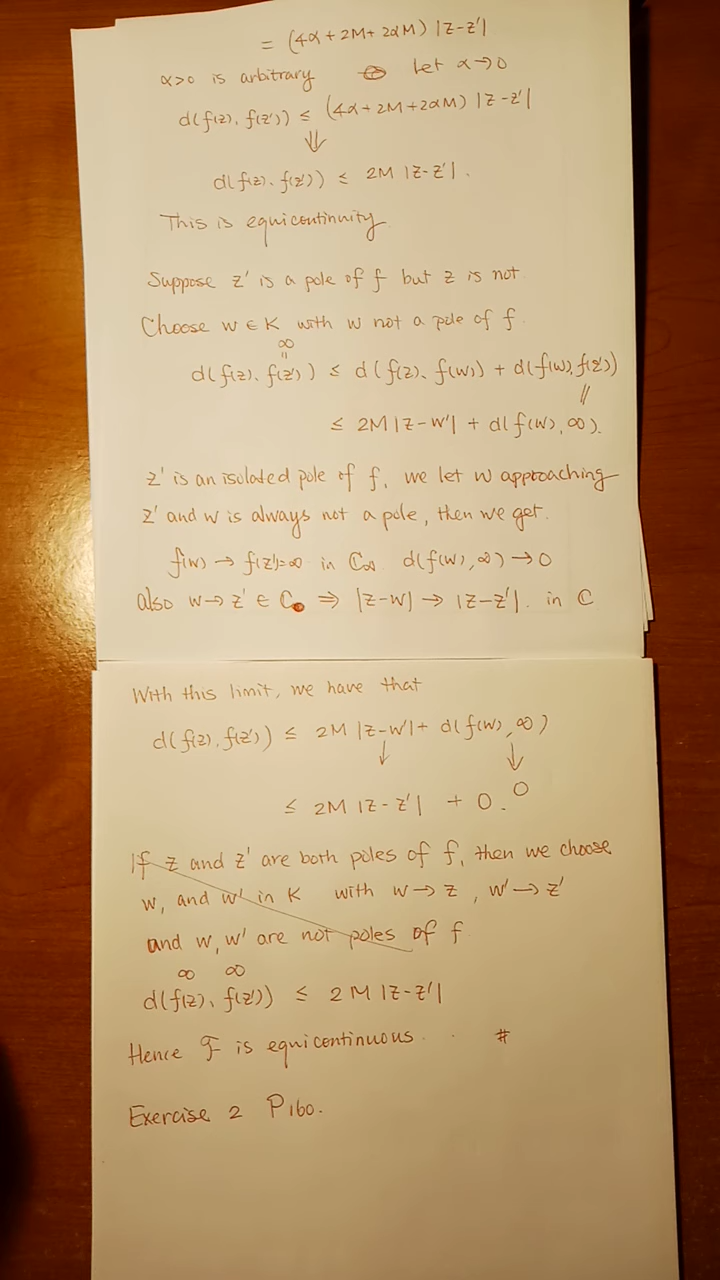 = (4α + 2M + 2αM) |z-z'|
α>0 is arbitrary Let α→0
d(f(z), f(z')) ≤ (4α+2M+2αM) |z-z'|
⇓
d(f(z), f(z')) ≤ 2M |z-z'|.
This is equicontinuity
Suppose z' is a pole of f but z is not.
Choose w ∈ K with w not a pole of f.
∞
=
d(f(z), f(z')) ≤ d(f(z), f(w)) + d(f(w), f(z'))
=
≤ 2M |z-w'| + d(f(w), ∞).
z' is an isolated pole of f, we let w approaching
z' and w is always not a pole, then we get.
f(w) → f(z')=∞ in C∞ d(f(w), ∞) → 0
also w→z' ∈ C ⇒ |z-w| → |z-z'|. in C
With this limit, we have that
d(f(z), f(z')) ≤ 2M |z-w'| + d(f(w), ∞)
↓ ↓
≤ 2M |z-z'| + 0. 0
If z and z' are both poles of f, then we choose
w, and w' in K with w→z, w'→z'
and w, w' are not poles of f.
∞ ∞
d(f(z), f(z')) ≤ 2M |z-z'|
Hence F is equicontinuous. #
Exercise 2 P160.